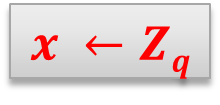 x ← Z_q